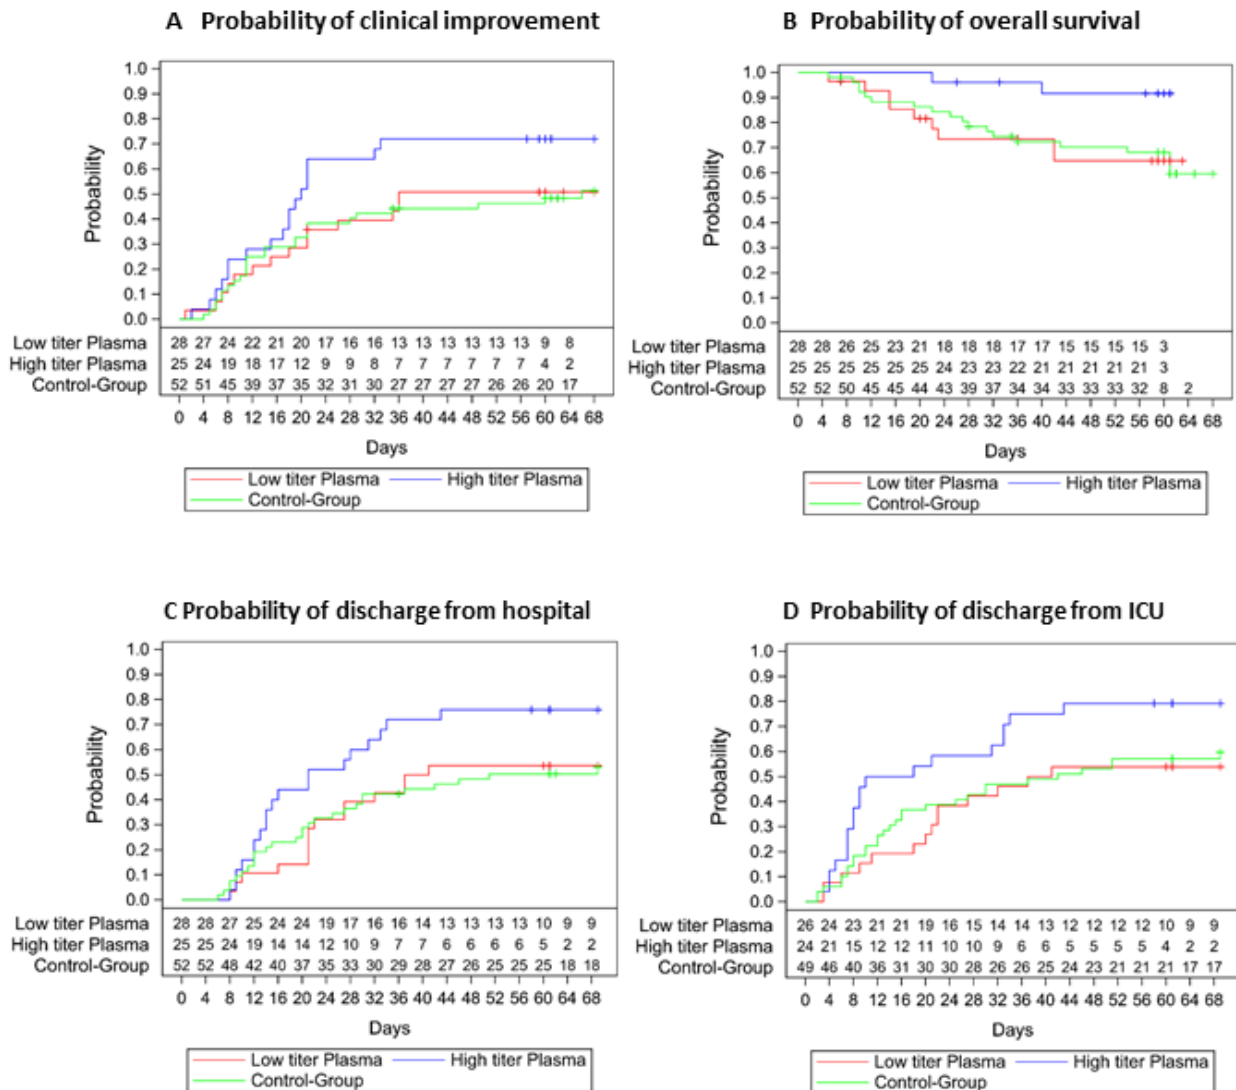 A Probability of clinical improvement
1.0
0.9
0.8
0.7
0.6
0.5
0.4
0.3
0.2
0.1
0.0
Probability
Low titer Plasma 28 27 24 22 21 20 17 16 16 13 13 13 13 13 13 9 8
High titer Plasma 25 24 19 18 17 12 9 9 8 7 7 7 7 7 7 4 2
Control-Group 52 51 45 39 37 35 32 31 30 27 27 27 27 26 26 20 17
0 4 8 12 16 20 24 28 32 36 40 44 48 52 56 60 64 68
Days
Low titer Plasma High titer Plasma
Control-Group
B Probability of overall survival
1.0
0.9
0.8
0.7
0.6
0.5
0.4
0.3
0.2
0.1
0.0
Probability
Low titer Plasma 28 28 26 25 23 21 18 18 18 17 17 15 15 15 15 3
High titer Plasma 25 25 25 25 25 25 24 23 23 22 21 21 21 21 21 3
Control-Group 52 52 50 45 45 44 43 39 37 34 34 33 33 33 32 8 2
0 4 8 12 16 20 24 28 32 36 40 44 48 52 56 60 64 68
Days
Low titer Plasma High titer Plasma
Control-Group
C Probability of discharge from hospital
1.0
0.9
0.8
0.7
0.6
0.5
0.4
0.3
0.2
0.1
0.0
Probability
Low titer Plasma 28 28 27 25 24 24 19 17 16 16 14 13 13 13 13 10 9 9
High titer Plasma 25 25 24 19 14 14 12 10 9 7 7 6 6 6 6 5 2 2
Control-Group 52 52 48 42 40 37 35 33 30 29 28 27 26 25 25 25 18 18
0 4 8 12 16 20 24 28 32 36 40 44 48 52 56 60 64 68
Days
Low titer Plasma High titer Plasma
Control-Group
D Probability of discharge from ICU
1.0
0.9
0.8
0.7
0.6
0.5
0.4
0.3
0.2
0.1
0.0
Probability
Low titer Plasma 26 24 23 21 21 19 16 15 14 14 13 12 12 12 12 10 9 9
High titer Plasma 24 21 15 12 12 11 10 10 9 6 6 5 5 5 5 4 2 2
Control-Group 49 46 40 36 31 30 30 28 26 26 25 24 23 21 21 21 17 17
0 4 8 12 16 20 24 28 32 36 40 44 48 52 56 60 64 68
Days
Low titer Plasma High titer Plasma
Control-Group